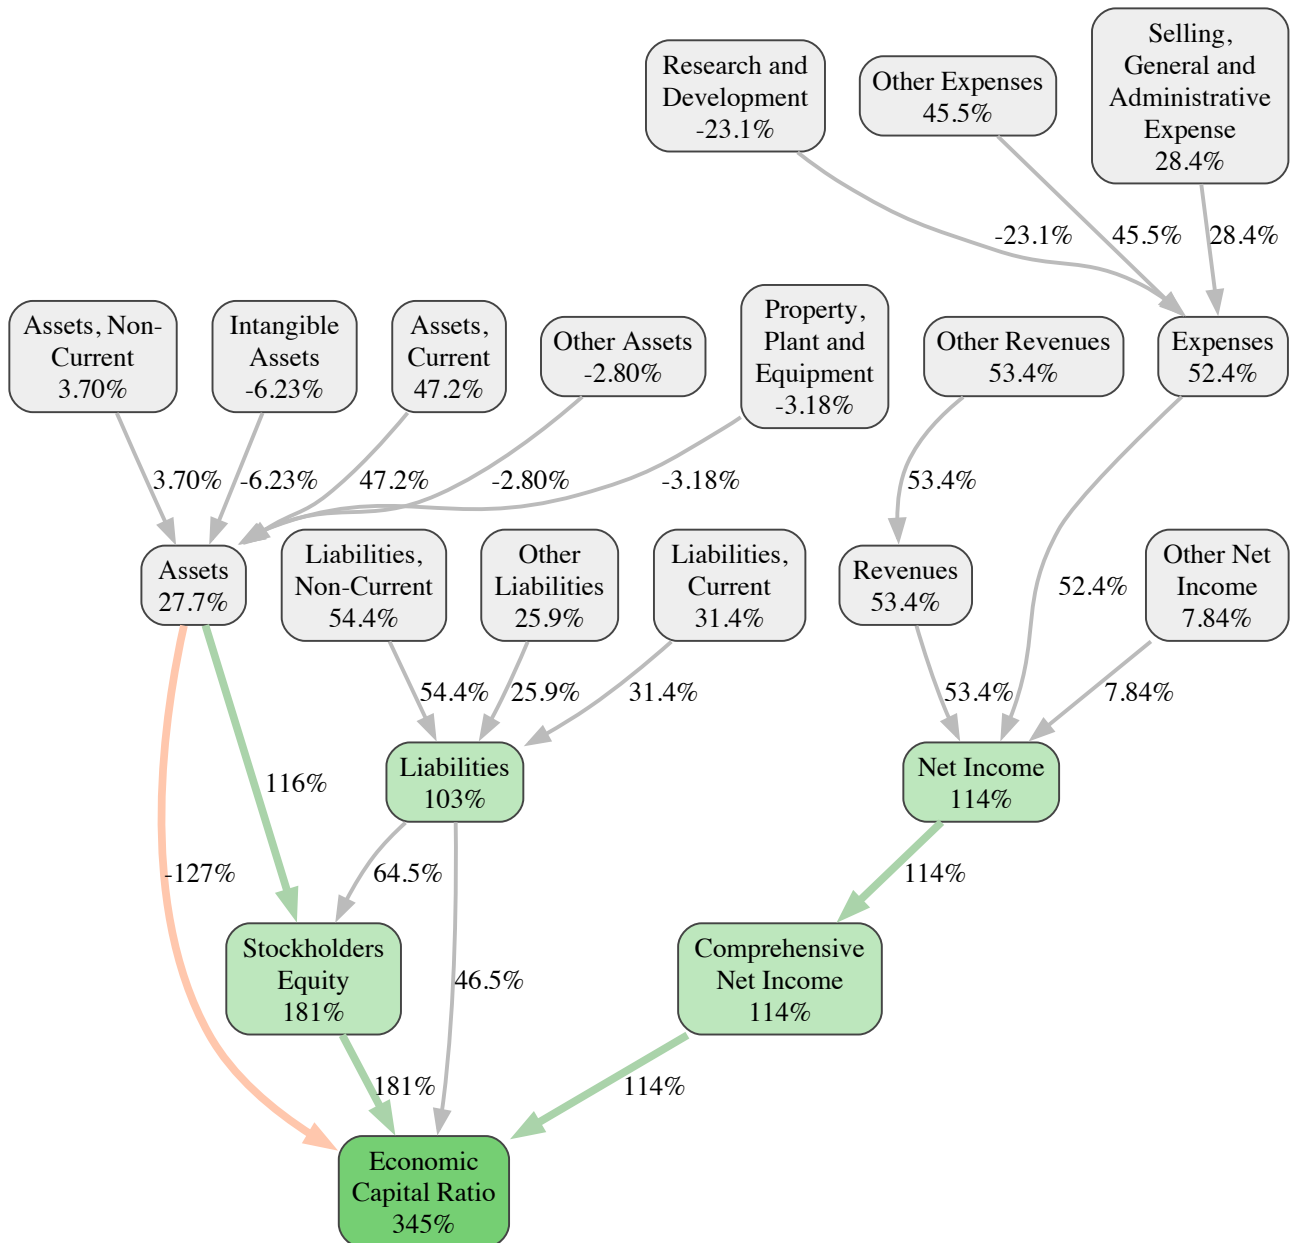 Selling,
General and
Administrative
Expense
28.4%
Research and
Development
-23.1%
Other Expenses
45.5%
-23.1%
45.5%
28.4%
Assets, Non-
Current
3.70%
Intangible
Assets
-6.23%
Assets,
Current
47.2%
Other Assets
-2.80%
Property,
Plant and
Equipment
-3.18%
Other Revenues
53.4%
Expenses
52.4%
3.70%
-6.23%
47.2%
-2.80%
-3.18%
53.4%
Assets
27.7%
Liabilities,
Non-Current
54.4%
Other
Liabilities
25.9%
Liabilities,
Current
31.4%
Revenues
53.4%
52.4%
Other Net
Income
7.84%
54.4%
25.9%
31.4%
53.4%
7.84%
Liabilities
103%
Net Income
114%
116%
-127%
64.5%
114%
Stockholders
Equity
181%
46.5%
Comprehensive
Net Income
114%
181%
114%
Economic
Capital Ratio
345%